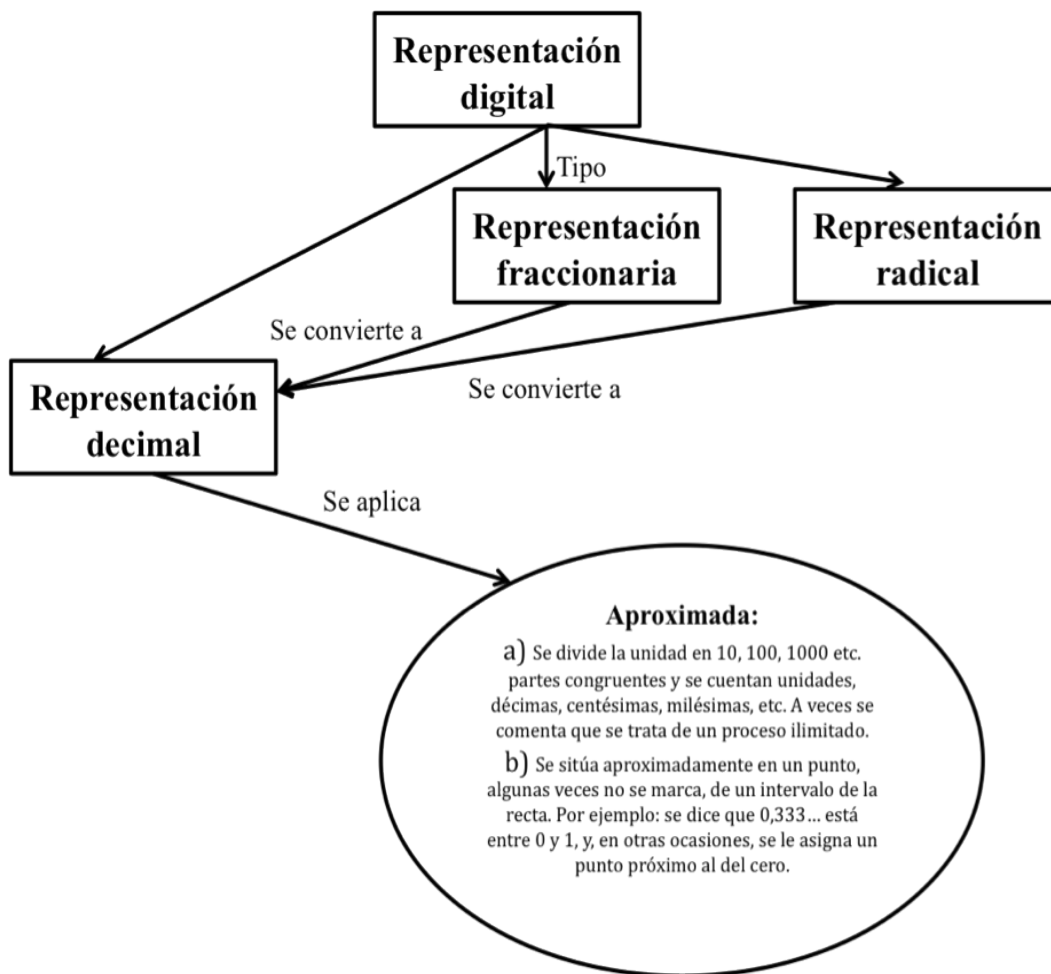 Representación
digital
Tipo
Representación
fraccionaria
Representación
radical
Se convierte a
Se convierte a
Representación
decimal
Se aplica
Aproximada:
a) Se divide la unidad en 10, 100, 1000 etc.
partes congruentes y se cuentan unidades,
décimas, centésimas, milésimas, etc. A veces se
comenta que se trata de un proceso ilimitado.
b) Se sitúa aproximadamente en un punto,
algunas veces no se marca, de un intervalo de la
recta. Por ejemplo: se dice que 0,333... está
entre 0 y 1, y, en otras ocasiones, se le asigna un
punto próximo al del cero.